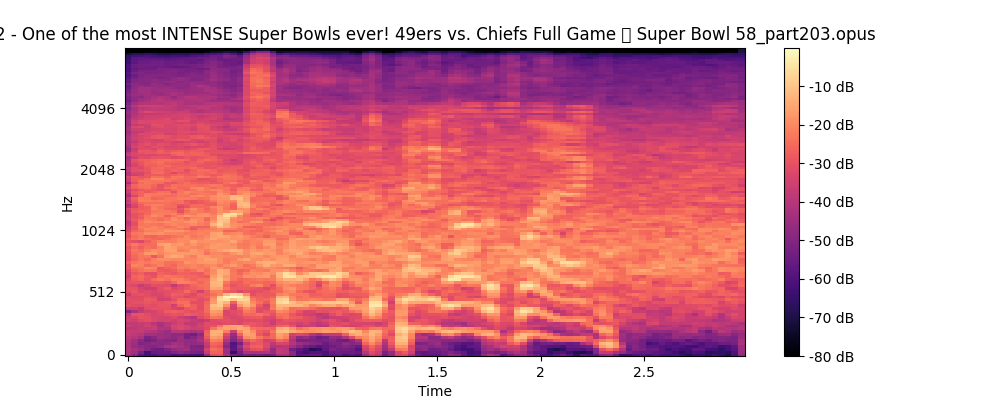 2 - One of the most INTENSE Super Bowls ever! 49ers vs. Chiefs Full Game Super Bowl 58_part203.opus
4096
2048
1024
512
0
Hz
0 0.5 1 1.5 2 2.5
Time
-10 dB
-20 dB
-30 dB
-40 dB
-50 dB
-60 dB
-70 dB
-80 dB